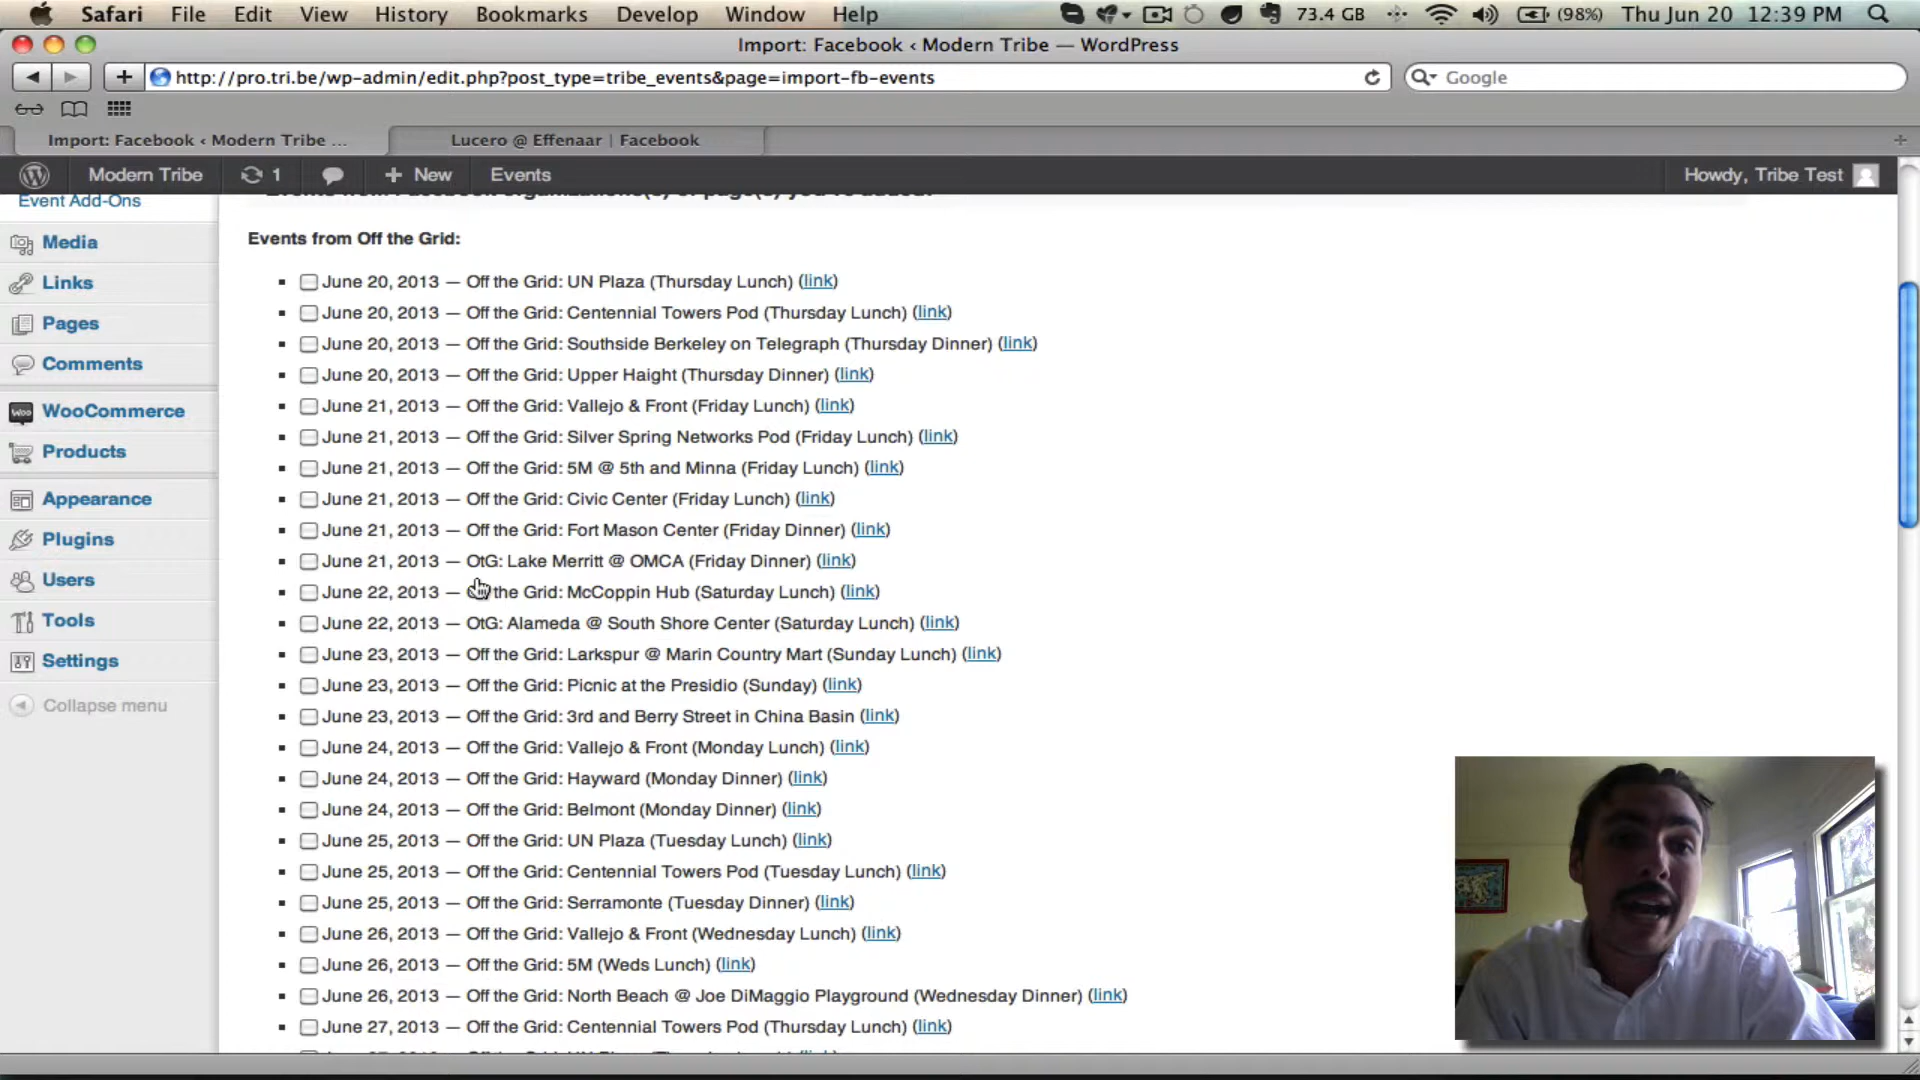 Safari File Edit View History Bookmarks Develop Window Help 73.4 GB (98%) Thu Jun 20 12:39 PM
Import: Facebook ‹ Modern Tribe — WordPress
http://pro.tri.be/wp-admin/edit.php?post_type=tribe_events&page=import-fb-events
Google
Import: Facebook ‹ Modern Tribe ...
Lucero @ Effenaar | Facebook
Modern Tribe 1 + New Events Howdy, Tribe Test
Event Add-Ons
Media
Links
Pages
Comments
WooCommerce
Products
Appearance
Plugins
Users
Tools
Settings
Collapse menu
Events from Off the Grid:
June 20, 2013 — Off the Grid: UN Plaza (Thursday Lunch) (link)
June 20, 2013 — Off the Grid: Centennial Towers Pod (Thursday Lunch) (link)
June 20, 2013 — Off the Grid: Southside Berkeley on Telegraph (Thursday Dinner) (link)
June 20, 2013 — Off the Grid: Upper Haight (Thursday Dinner) (link)
June 21, 2013 — Off the Grid: Vallejo & Front (Friday Lunch) (link)
June 21, 2013 — Off the Grid: Silver Spring Networks Pod (Friday Lunch) (link)
June 21, 2013 — Off the Grid: 5M @ 5th and Minna (Friday Lunch) (link)
June 21, 2013 — Off the Grid: Civic Center (Friday Lunch) (link)
June 21, 2013 — Off the Grid: Fort Mason Center (Friday Dinner) (link)
June 21, 2013 — OtG: Lake Merritt @ OMCA (Friday Dinner) (link)
June 22, 2013 — the Grid: McCoppin Hub (Saturday Lunch) (link)
June 22, 2013 — OtG: Alameda @ South Shore Center (Saturday Lunch) (link)
June 23, 2013 — Off the Grid: Larkspur @ Marin Country Mart (Sunday Lunch) (link)
June 23, 2013 — Off the Grid: Picnic at the Presidio (Sunday) (link)
June 23, 2013 — Off the Grid: 3rd and Berry Street in China Basin (link)
June 24, 2013 — Off the Grid: Vallejo & Front (Monday Lunch) (link)
June 24, 2013 — Off the Grid: Hayward (Monday Dinner) (link)
June 24, 2013 — Off the Grid: Belmont (Monday Dinner) (link)
June 25, 2013 — Off the Grid: UN Plaza (Tuesday Lunch) (link)
June 25, 2013 — Off the Grid: Centennial Towers Pod (Tuesday Lunch) (link)
June 25, 2013 — Off the Grid: Serramonte (Tuesday Dinner) (link)
June 26, 2013 — Off the Grid: Vallejo & Front (Wednesday Lunch) (link)
June 26, 2013 — Off the Grid: 5M (Weds Lunch) (link)
June 26, 2013 — Off the Grid: North Beach @ Joe DiMaggio Playground (Wednesday Dinner) (link)
June 27, 2013 — Off the Grid: Centennial Towers Pod (Thursday Lunch) (link)